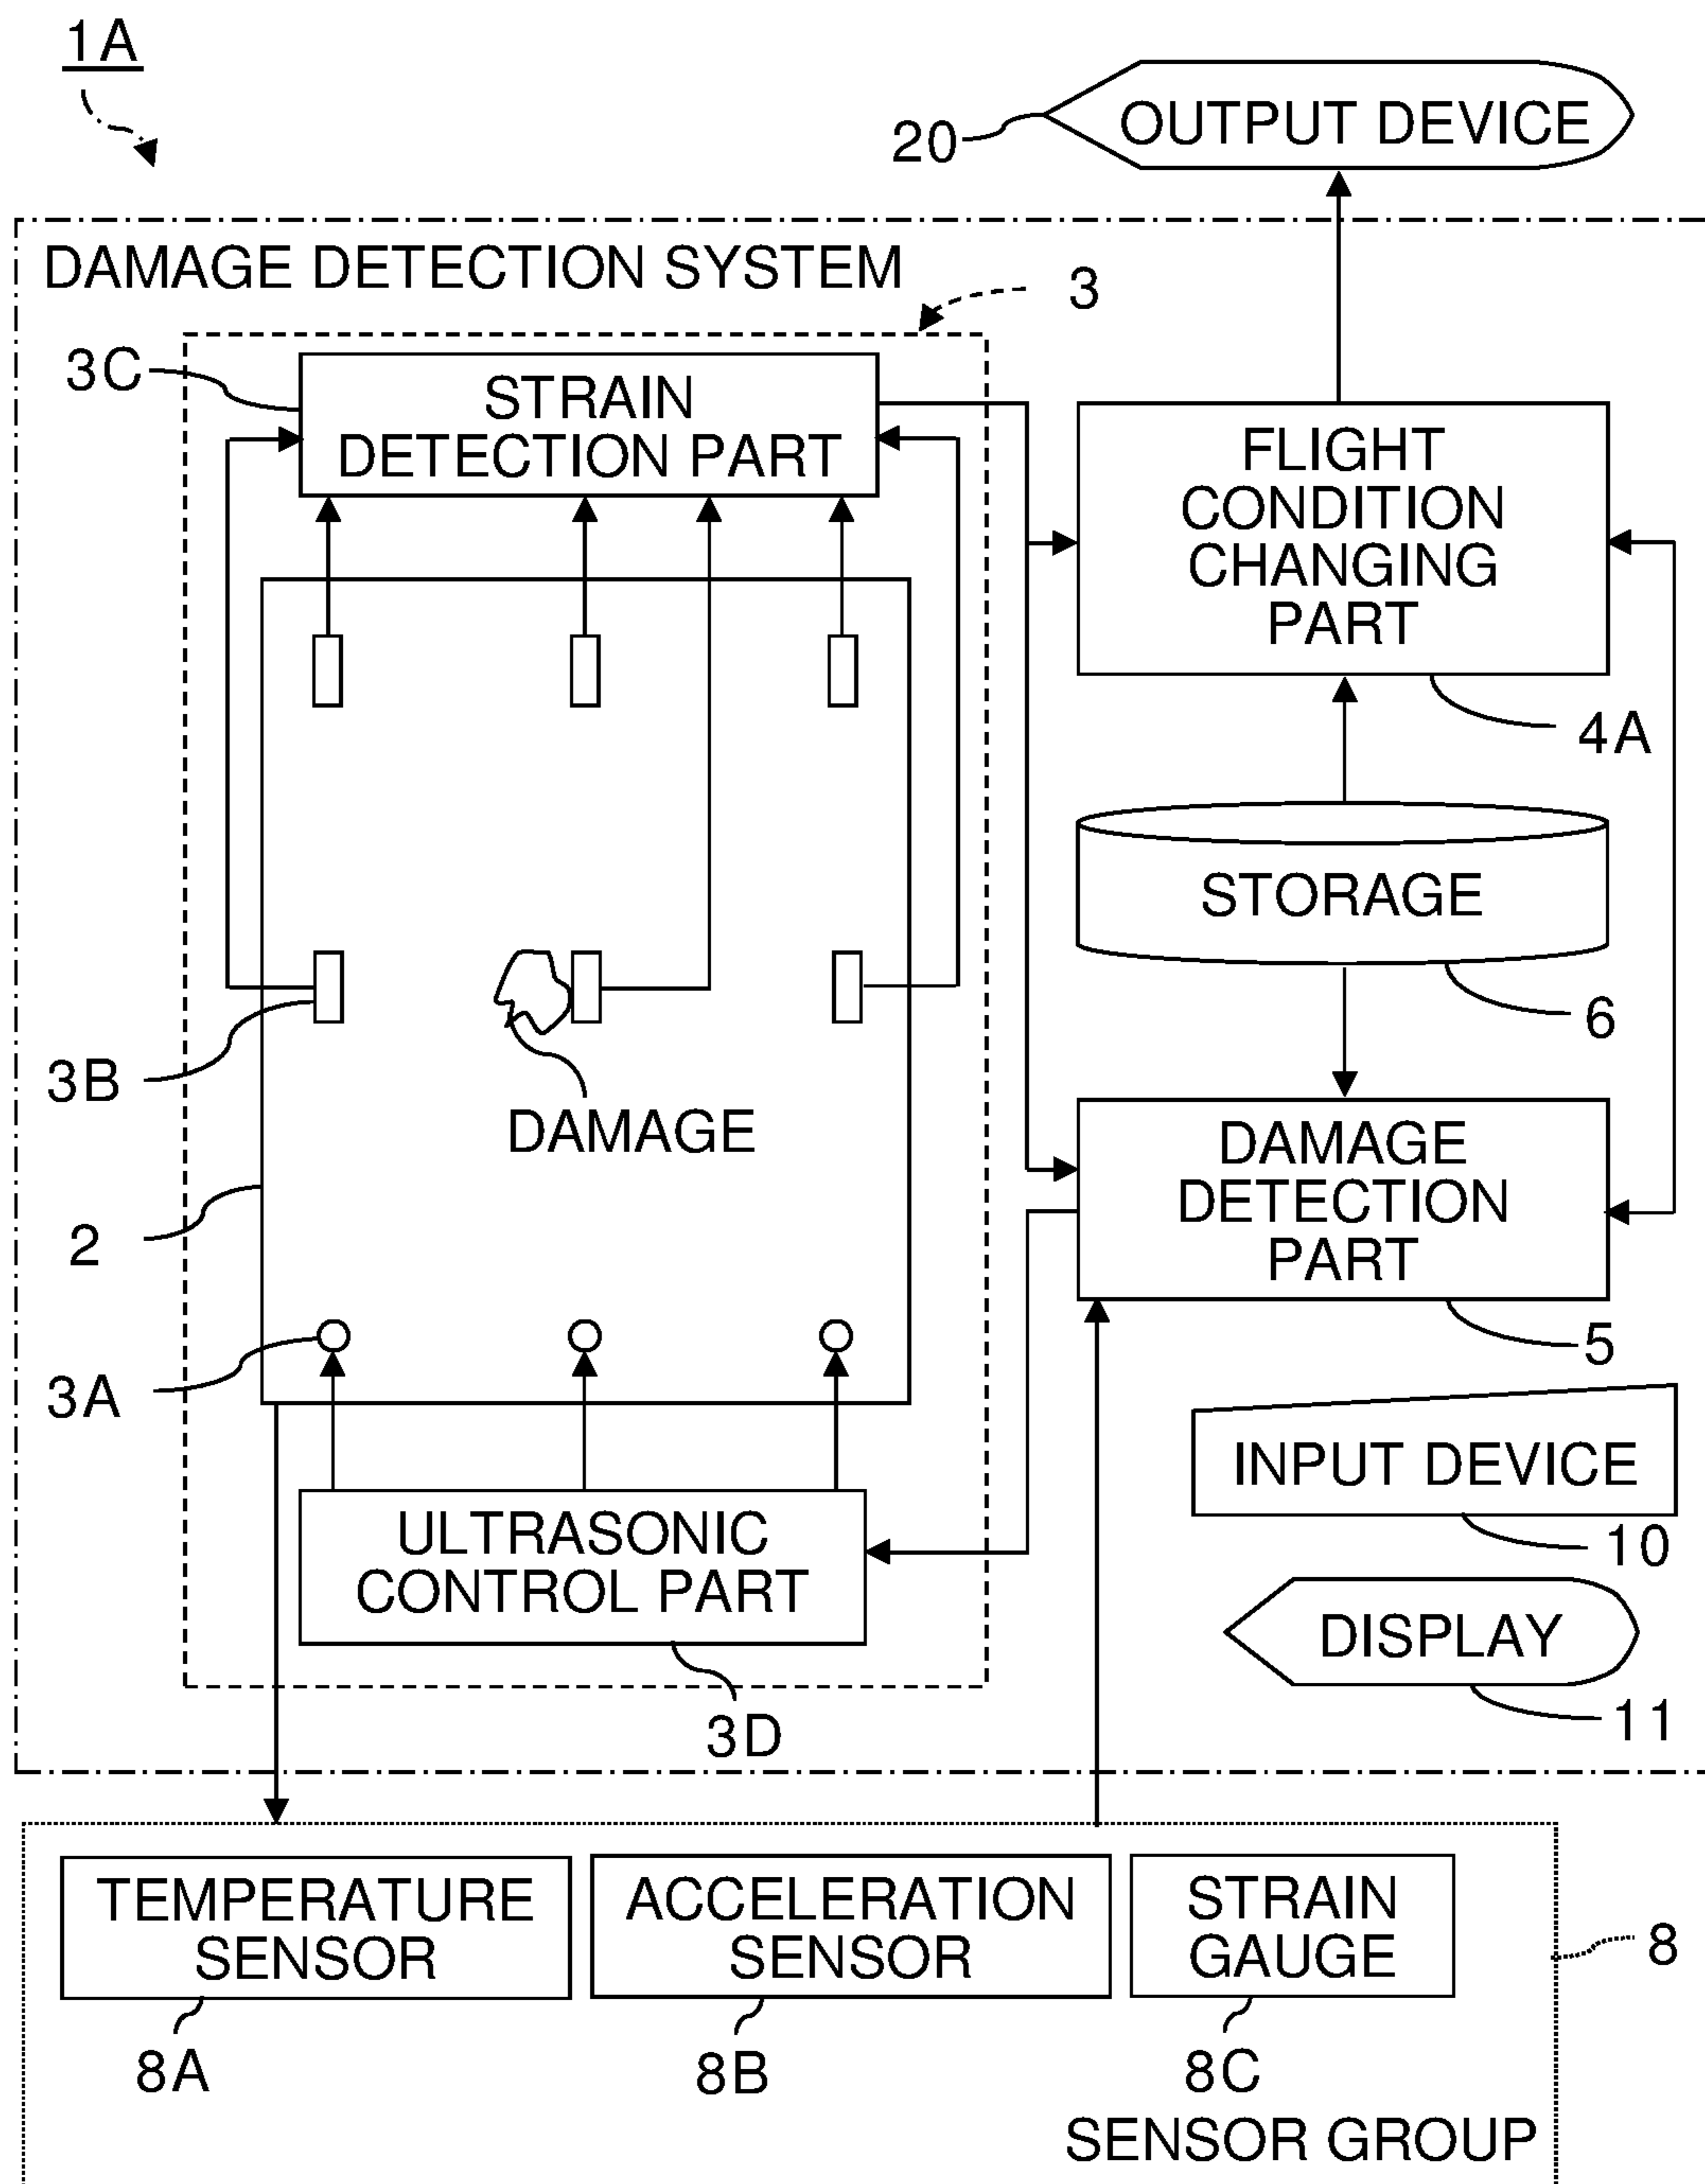 1A
OUTPUT DEVICE
20
DAMAGE DETECTION SYSTEM
3
3C
STRAIN
DETECTION PART
FLIGHT
CONDITION
CHANGING
PART
4A
STORAGE
6
3B
DAMAGE
DAMAGE
DETECTION
PART
2
5
3A
INPUT DEVICE
10
ULTRASONIC
CONTROL PART
DISPLAY
11
3D
TEMPERATURE
SENSOR
ACCELERATION
SENSOR
STRAIN
GAUGE
8
8A
8B
8C
SENSOR GROUP